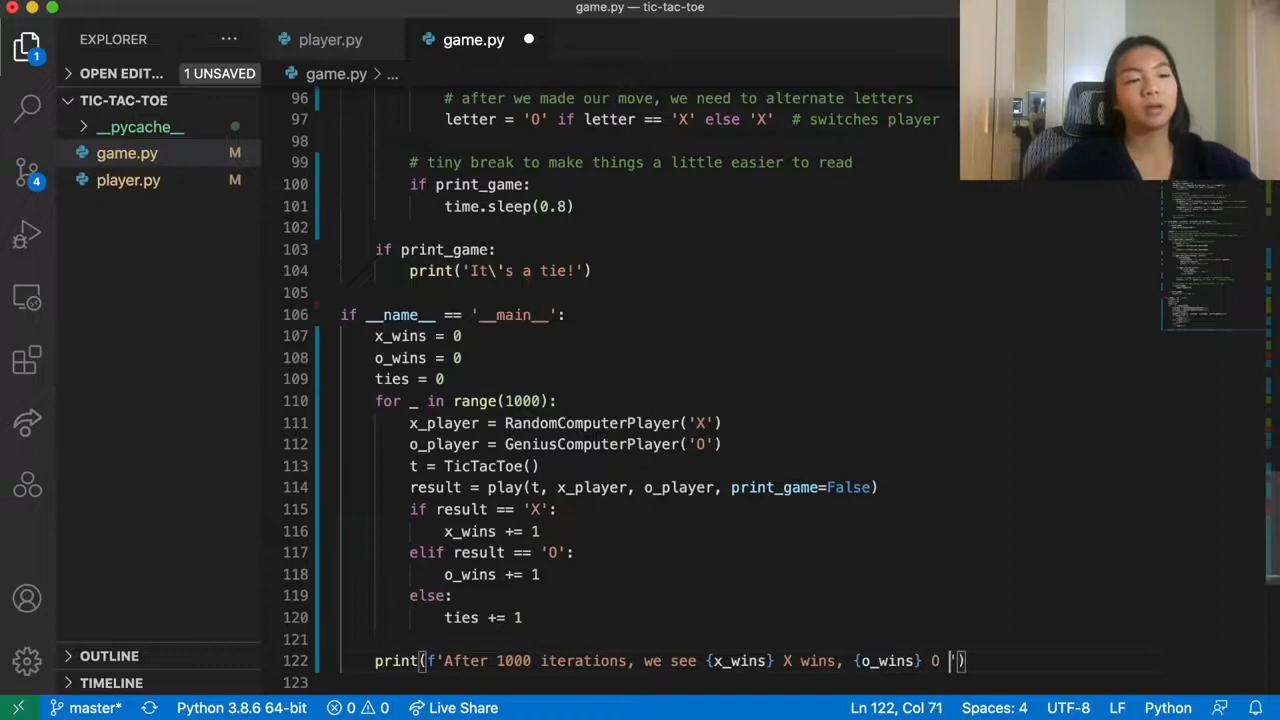 game.py — tic-tac-toe
EXPLORER ···
player.py
game.py
OPEN EDIT... 1 UNSAVED
game.py > ...
TIC-TAC-TOE
__pycache__
game.py M
player.py M
96 # after we made our move, we need to alternate letters
97 letter = 'O' if letter == 'X' else 'X' # switches player
98
99 # tiny break to make things a little easier to read
100 if print_game:
101 time.sleep(0.8)
102
103 if print_game:
104 print('It\'s a tie!')
105
106 if __name__ == '__main__':
107 x_wins = 0
108 o_wins = 0
109 ties = 0
110 for _ in range(1000):
111 x_player = RandomComputerPlayer('X')
112 o_player = GeniusComputerPlayer('O')
113 t = TicTacToe()
114 result = play(t, x_player, o_player, print_game=False)
115 if result == 'X':
116 x_wins += 1
117 elif result == 'O':
118 o_wins += 1
119 else:
120 ties += 1
121
122 print(f'After 1000 iterations, we see {x_wins} X wins, {o_wins} O ')
123
1
4
OUTLINE
TIMELINE
master* Python 3.8.6 64-bit 0 0 Live Share Ln 122, Col 71 Spaces: 4 UTF-8 LF Python